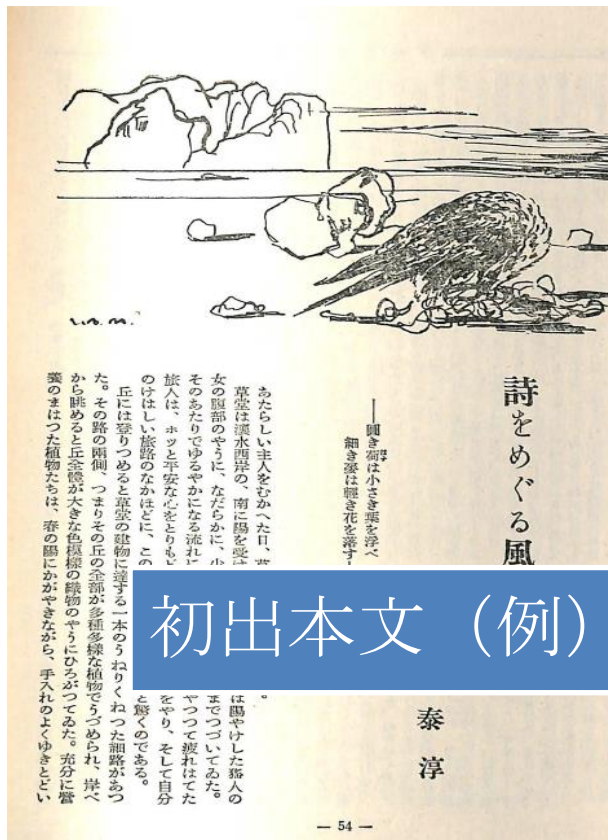 詩をめぐる風
泰淳
──圓き荷は小さき葉を浮べ
細き麥は輕き花を落す─
あたらしい主人をむかへた日、
草堂は漢水西岸の、南に陽を受け は陽やけした猺人の
女の腹部のやうに、なだらかに、少 までつづいてゐた。
そのあたりでゆるやかになる流れに やつつて疲れはてた
旅人は、ホッと平安な心をとりもど をやり、そして自分
のけはしい旅路のなかほどに、この と驚くのである。
丘には登りつめると草堂の建物に達する一本のうねりくねつた細路があつ
た。その路の兩側、つまりその丘の全部が多種多樣な植物でうづめられ、岸べ
から眺めると丘全體が大きな色模樣の織物のやうにひろがつてゐた。充分に營
養のまはつた植物たちは、春の陽にかがやきながら、手入れのよくゆきとどい
初出本文（例）
— 54 —